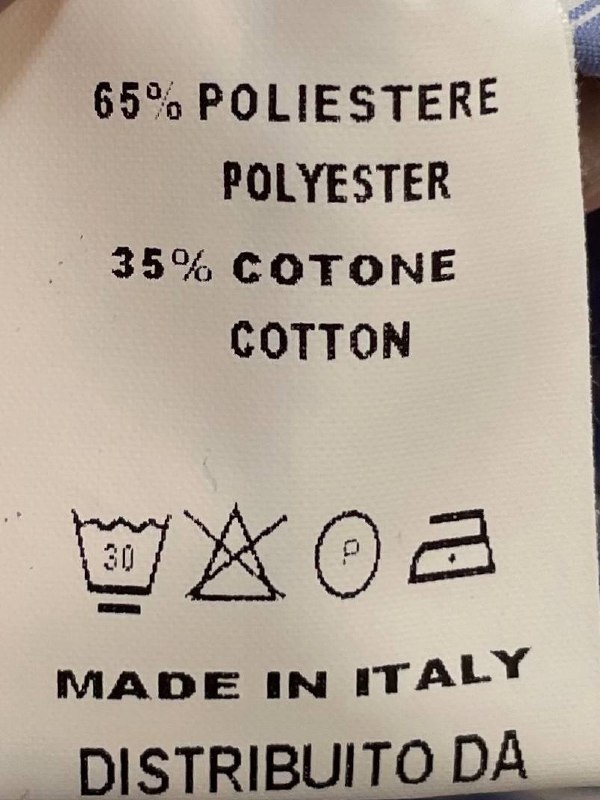 65% POLIESTERE
POLYESTER
35% COTONE
COTTON
30 P
MADE IN ITALY
DISTRIBUITO DA